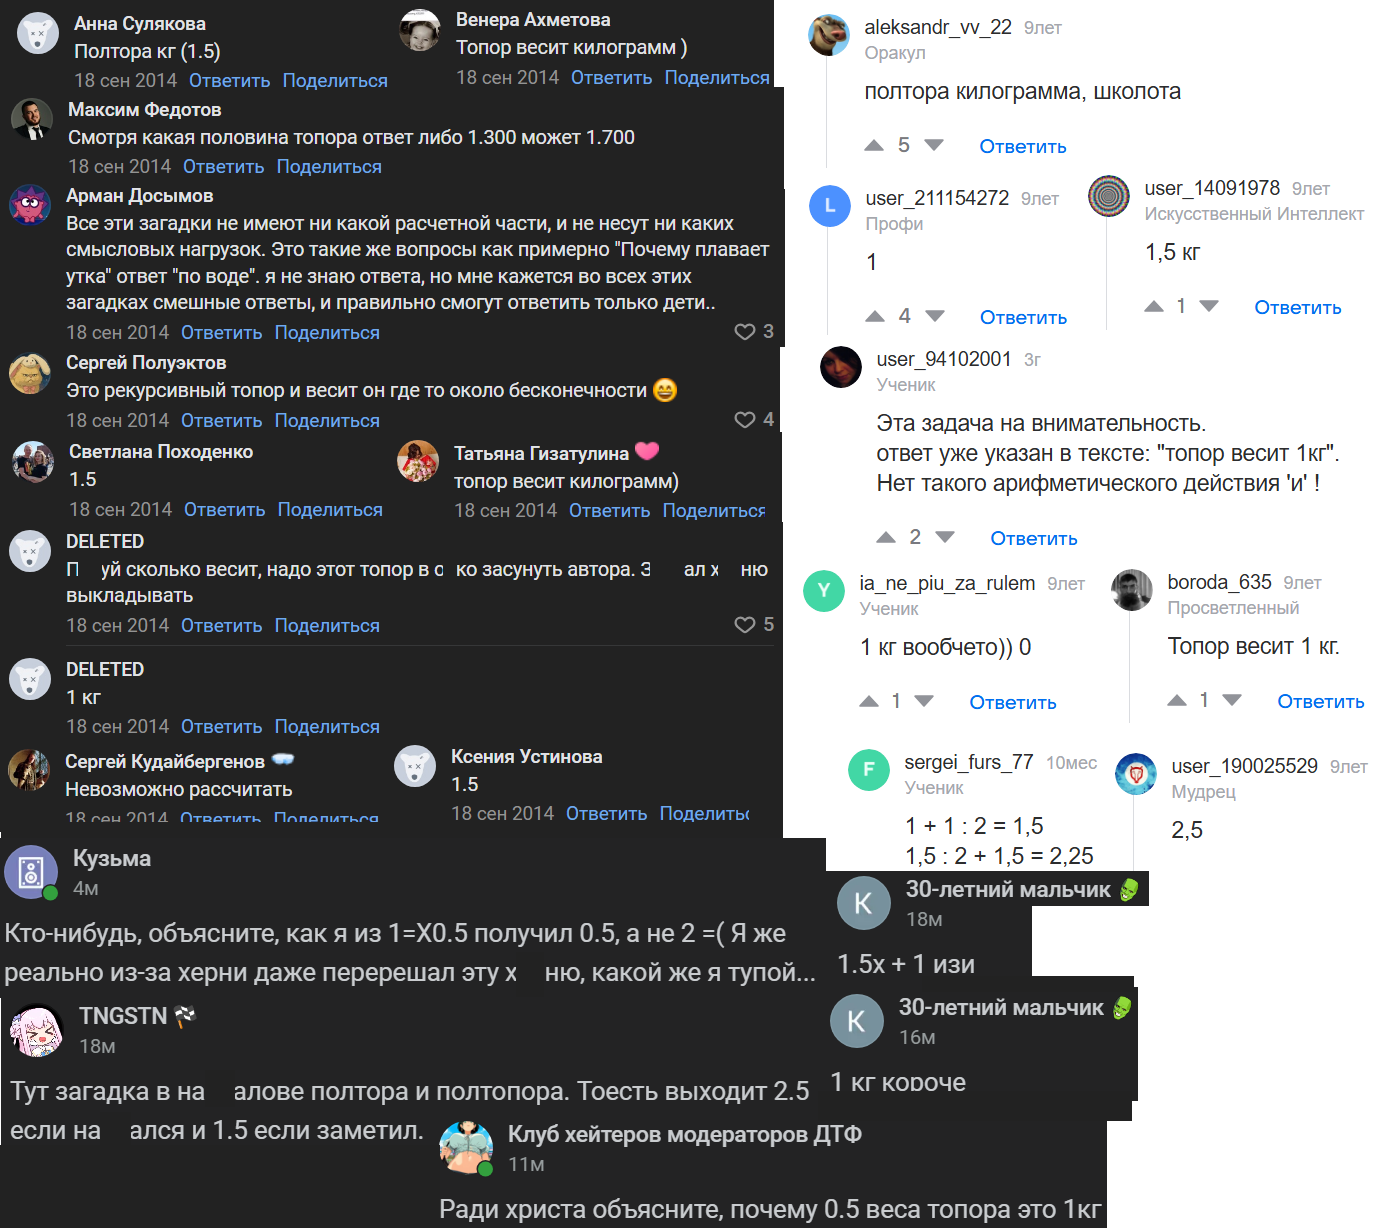 Анна Сулякова
Полтора кг (1.5)
18 сен 2014 Ответить Поделиться
Венера Ахметова
Топор весит килограмм )
18 сен 2014 Ответить Поделиться
Максим Федотов
Смотря какая половина топора ответ либо 1.300 может 1.700
18 сен 2014 Ответить Поделиться
Арман Досымов
Все эти загадки не имеют ни какой расчетной части, и не несут ни каких
смысловых нагрузок. Это такие же вопросы как примерно "Почему плавает
утка" ответ "по воде". я не знаю ответа, но мне кажется во всех этих
загадках смешные ответы, и правильно смогут ответить только дети..
18 сен 2014 Ответить Поделиться 3
Сергей Полуэктов
Это рекурсивный топор и весит он где то около бесконечности 😄
18 сен 2014 Ответить Поделиться 4
Светлана Походенко
1.5
18 сен 2014 Ответить Поделиться
Татьяна Гизатулина
топор весит килограмм)
18 сен 2014 Ответить Поделиться
DELETED
П уй сколько весит, надо этот топор в о ко засунуть автора. З ал х ню
выкладывать
18 сен 2014 Ответить Поделиться 5
DELETED
1 кг
18 сен 2014 Ответить Поделиться
Сергей Кудайбергенов
Невозможно рассчитать
18 сен 2014 Ответить Поделиться
Ксения Устинова
1.5
18 сен 2014 Ответить Поделитьс
aleksandr_vv_22 9лет
Оракул
полтора килограмма, школота
5 Ответить
L
user_211154272 9лет
Профи
1
4 Ответить
user_14091978 9лет
Искусственный Интеллект
1,5 кг
1 Ответить
user_94102001 3г
Ученик
Эта задача на внимательность.
ответ уже указан в тексте: "топор весит 1кг".
Нет такого арифметического действия 'и' !
2 Ответить
Y
ia_ne_piu_za_rulem 9лет
Ученик
1 кг вообчето)) 0
1 Ответить
boroda_635 9лет
Просветленный
Топор весит 1 кг.
1 Ответить
F
sergei_furs_77 10мес
Ученик
1 + 1 : 2 = 1,5
1,5 : 2 + 1,5 = 2,25
user_190025529 9лет
Мудрец
2,5
Кузьма
4м
Кто-нибудь, объясните, как я из 1=X0.5 получил 0.5, а не 2 =( Я же
реально из-за херни даже перерешал эту х ню, какой же я тупой...
K
30-летний мальчик
18м
1.5х + 1 изи
TNGSTN
18м
Тут загадка в на алове полтора и полтопора. Тоесть выходит 2.5
если на ался и 1.5 если заметил.
K
30-летний мальчик
16м
1 кг короче
Клуб хейтеров модераторов ДТФ
11м
Ради христа объясните, почему 0.5 веса топора это 1кг